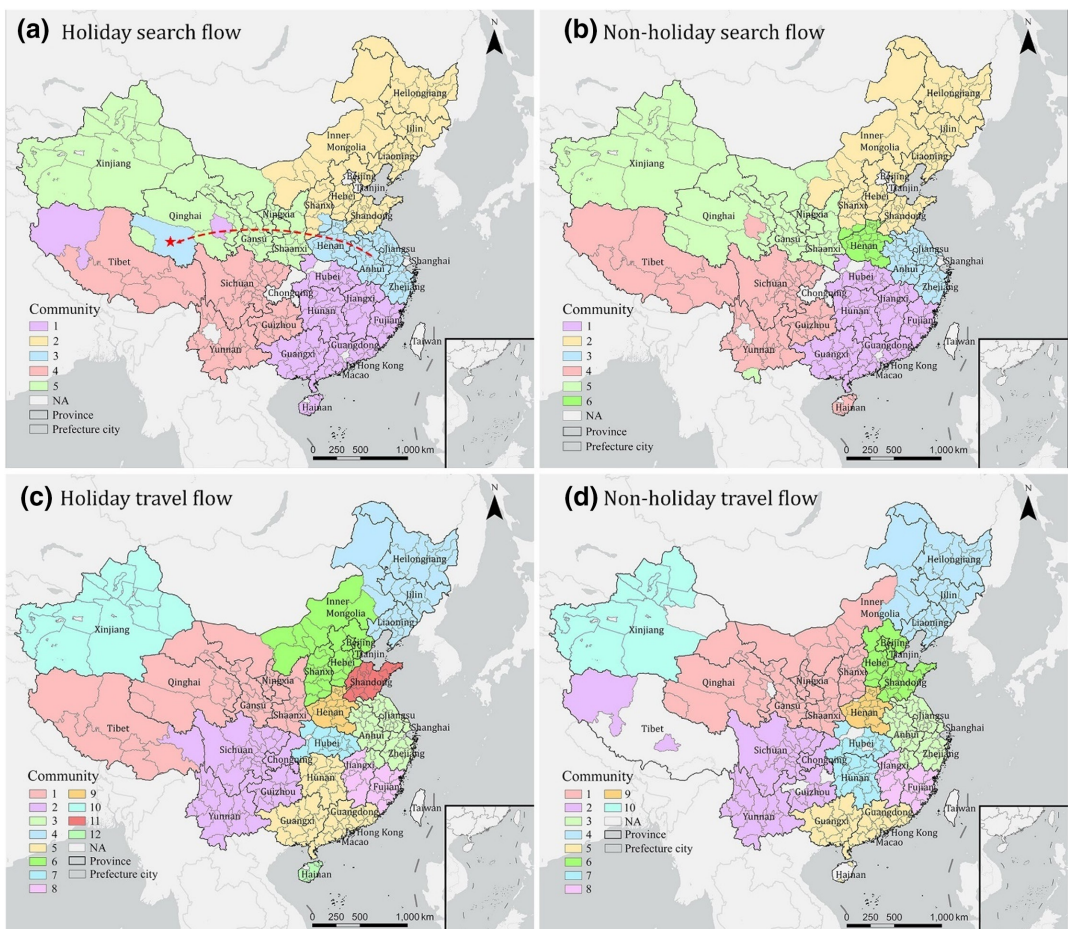 (a) Holiday search flow
N
Heilongjiang
Jilin
Inner
Mongolia
Liaoning
Xinjiang
Beijing
Tianjin
Hebei
Shanxi
Ningxia
Shandong
Qinghai
Gansu
Shaanxi
Henan
Jiangsu
Tibet
Anhui
Shanghai
Sichuan
Hubei
Zhejiang
Chongqing
Jiangxi
Hunan
Guizhou
Fujian
Yunnan
Guangdong
Taiwan
Guangxi
Hong Kong
Macao
Hainan
Community
1
2
3
4
5
NA
Province
Prefecture city
0 250 500 1,000 km
(b) Non-holiday search flow
N
Heilongjiang
Jilin
Inner
Mongolia
Liaoning
Xinjiang
Beijing
Tianjin
Hebei
Shanxi
Ningxia
Shandong
Qinghai
Gansu
Shaanxi
Henan
Jiangsu
Tibet
Anhui
Shanghai
Sichuan
Hubei
Zhejiang
Chongqing
Jiangxi
Hunan
Guizhou
Fujian
Yunnan
Guangdong
Taiwan
Guangxi
Hong Kong
Macao
Hainan
Community
1
2
3
4
5
6
NA
Province
Prefecture city
0 250 500 1,000 km
(c) Holiday travel flow
N
Heilongjiang
Jilin
Inner
Mongolia
Liaoning
Xinjiang
Beijing
Tianjin
Hebei
Shanxi
Ningxia
Shandong
Qinghai
Gansu
Shaanxi
Henan
Jiangsu
Tibet
Anhui
Shanghai
Sichuan
Hubei
Zhejiang
Chongqing
Jiangxi
Hunan
Guizhou
Fujian
Yunnan
Guangdong
Taiwan
Guangxi
Hong Kong
Macao
Hainan
Community
1 9
2 10
3 11
4 12
5 NA
6 Province
7 Prefecture city
8
0 250 500 1,000 km
(d) Non-holiday travel flow
N
Heilongjiang
Jilin
Inner
Mongolia
Liaoning
Xinjiang
Beijing
Tianjin
Hebei
Shanxi
Ningxia
Shandong
Qinghai
Gansu
Shaanxi
Henan
Jiangsu
Tibet
Anhui
Shanghai
Sichuan
Hubei
Zhejiang
Chongqing
Jiangxi
Hunan
Guizhou
Fujian
Yunnan
Guangdong
Taiwan
Guangxi
Hong Kong
Macao
Hainan
Community
1 9
2 10
3 NA
4 Province
5 Prefecture city
6
7
8
0 250 500 1,000 km